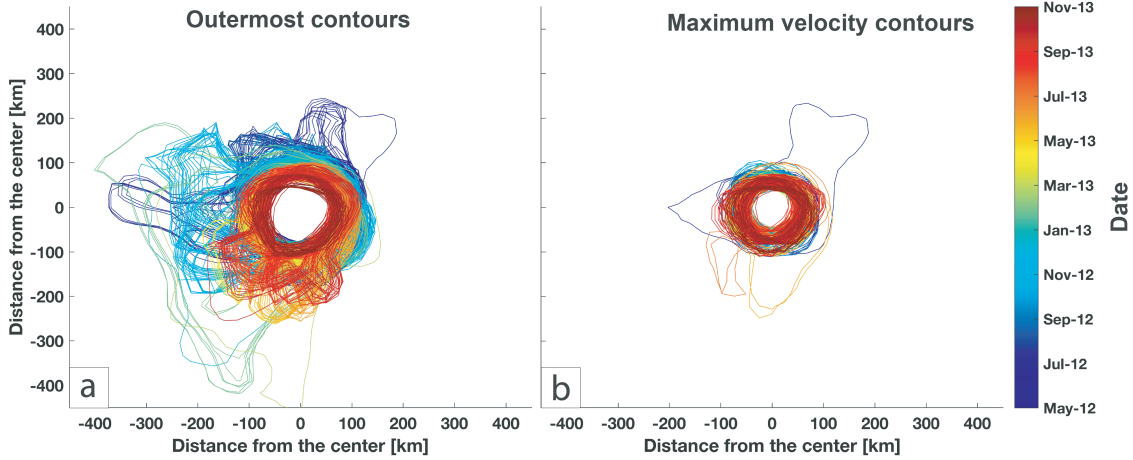 Outermost contours
Maximum velocity contours
Distance from the center [km]
400
300
200
100
0
-100
-200
-300
-400
a
-400 -300 -200 -100 0 100 200 300 400
Distance from the center [km]
b
-400 -300 -200 -100 0 100 200 300 400
Distance from the center [km]
Nov-13
Sep-13
Jul-13
May-13
Mar-13
Jan-13
Nov-12
Sep-12
Jul-12
May-12
Date